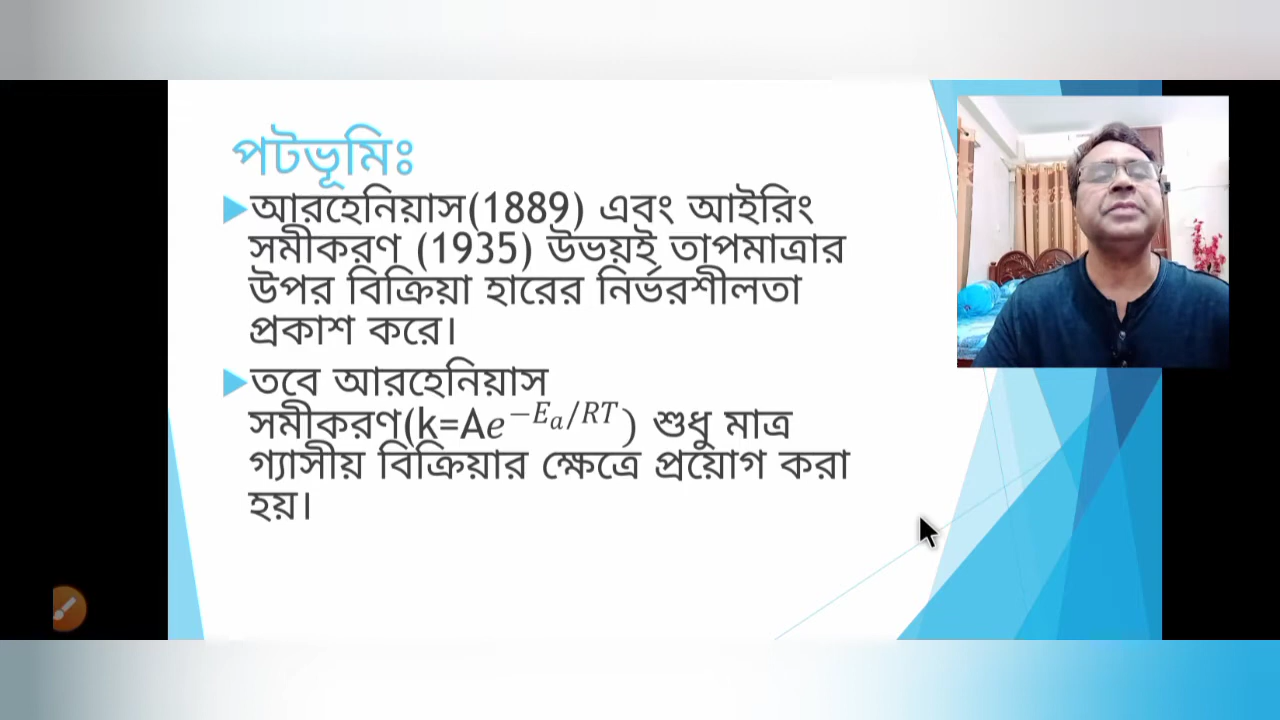 পটভূমিঃ
আরহেনিয়াস(1889) এবং আইরিং
সমীকরণ (1935) উভয়ই তাপমাত্রার
উপর বিক্রিয়া হারের নির্ভরশীলতা
প্রকাশ করে।
তবে আরহেনিয়াস
সমীকরণ(k=Ae^{-E_a/RT}) শুধু মাত্র
গ্যাসীয় বিক্রিয়ার ক্ষেত্রে প্রয়োগ করা
হয়।